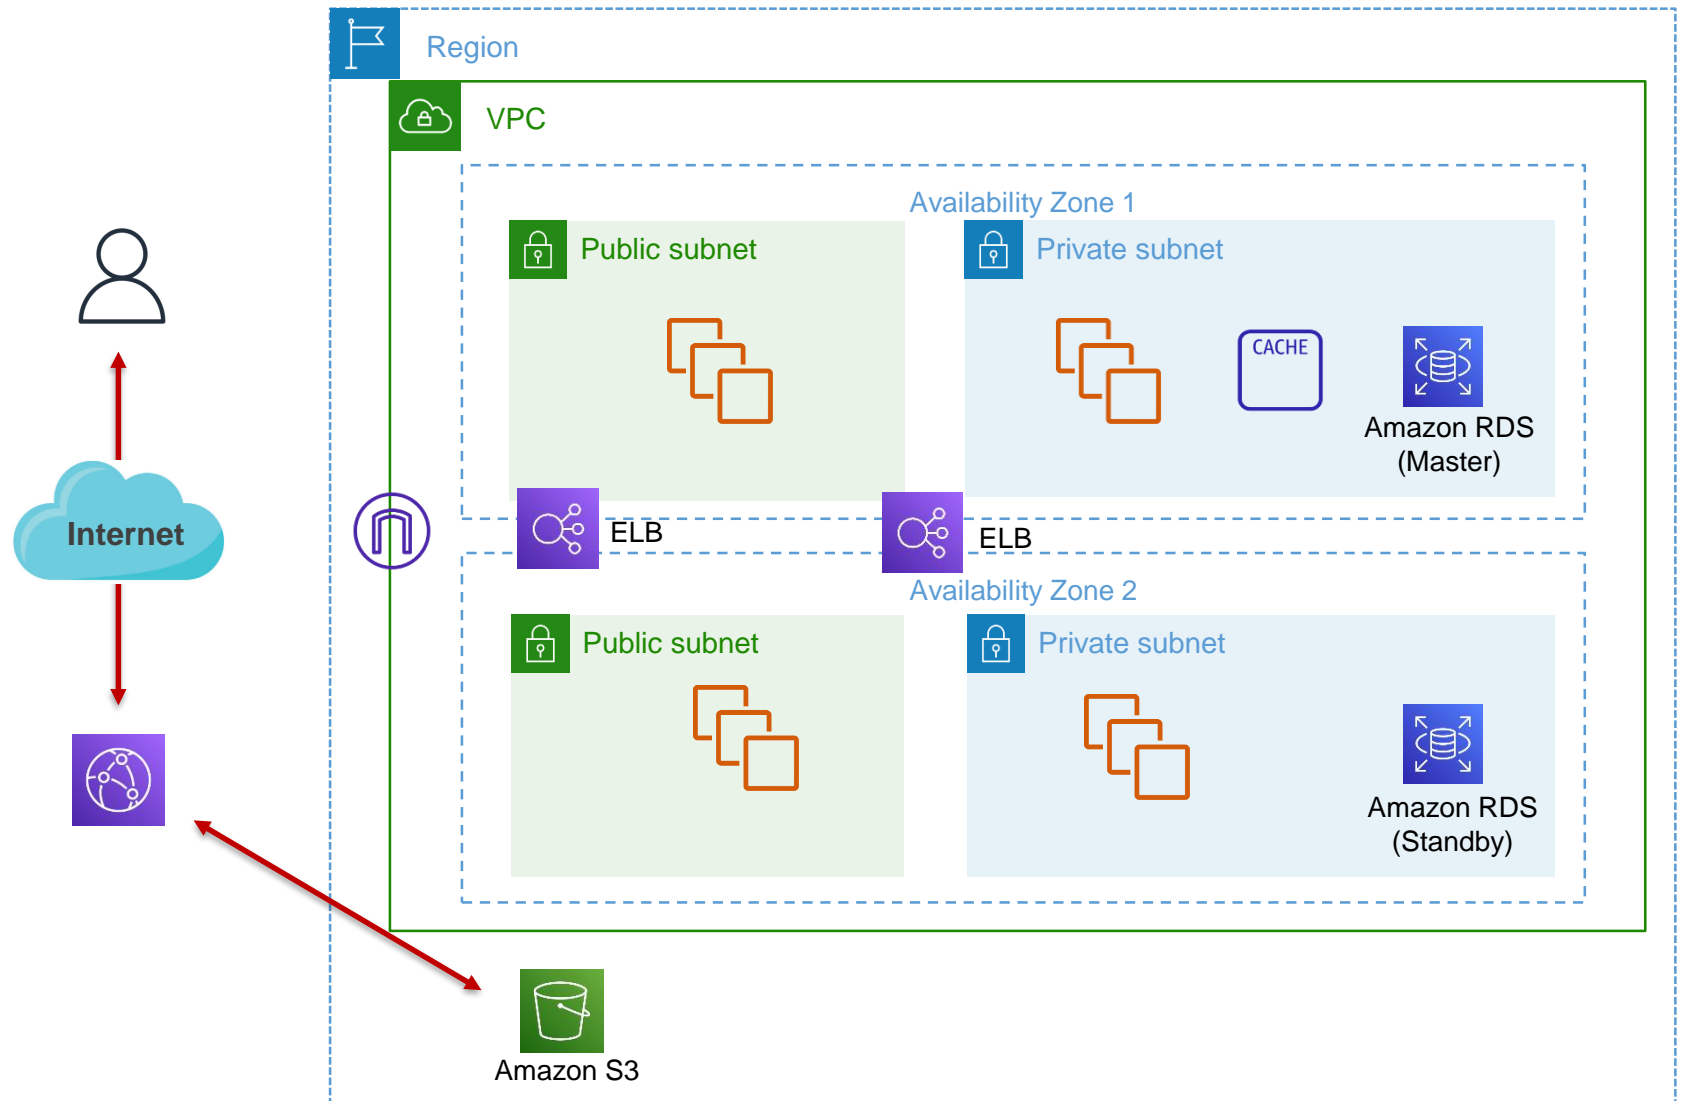 Region
VPC
Availability Zone 1
Public subnet
Private subnet
CACHE
Amazon RDS
(Master)
Internet
ELB
ELB
Availability Zone 2
Public subnet
Private subnet
Amazon RDS
(Standby)
Amazon S3